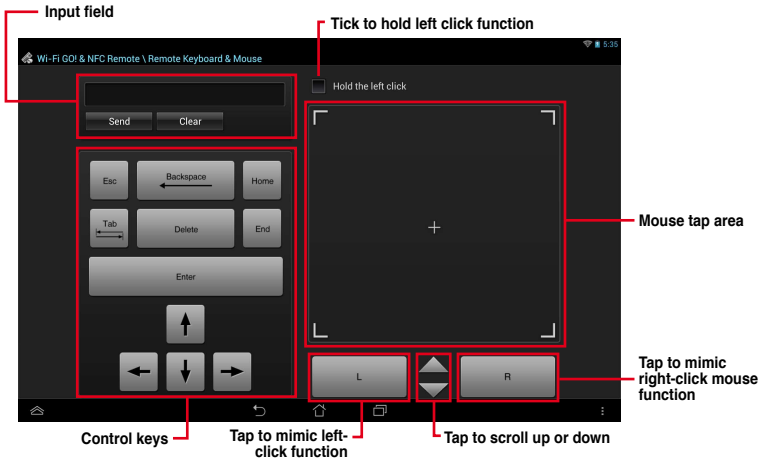 Input field
Tick to hold left click function
5:35
Wi-Fi GO! & NFC Remote \ Remote Keyboard & Mouse
Hold the left click
Send Clear
Esc Backspace Home
Tab Delete End
Enter
Mouse tap area
L R
Tap to mimic
right-click mouse
function
Control keys
Tap to mimic left-
click function
Tap to scroll up or down